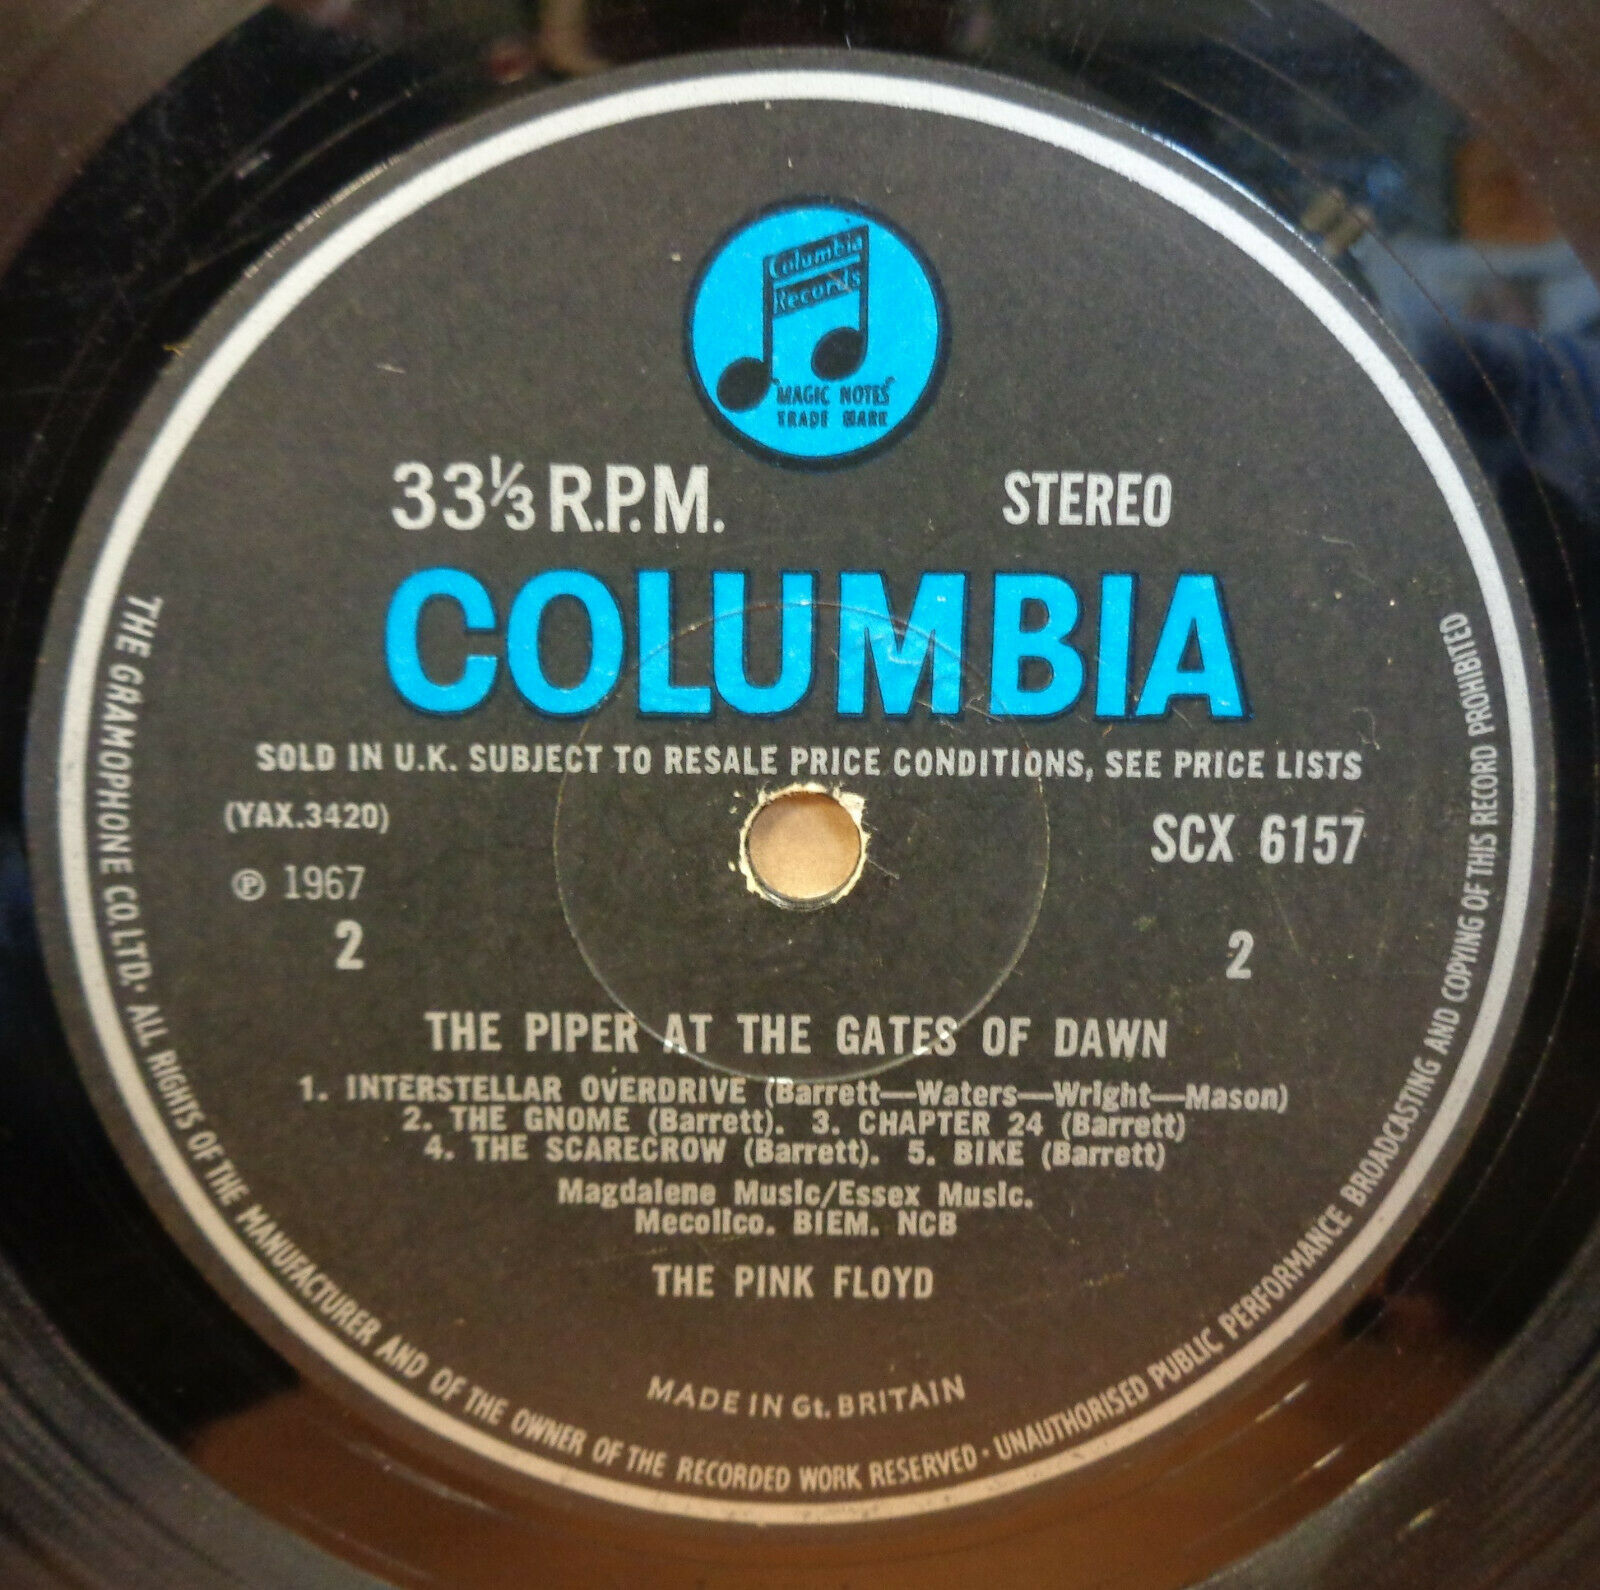 Columbia
Records
"MAGIC NOTES"
TRADE MARK
33⅓ R.P.M. STEREO
COLUMBIA
SOLD IN U.K. SUBJECT TO RESALE PRICE CONDITIONS, SEE PRICE LISTS
(YAX.3420) SCX 6157
℗ 1967
2 2
THE PIPER AT THE GATES OF DAWN
1. INTERSTELLAR OVERDRIVE (Barrett—Waters—Wright—Mason)
2. THE GNOME (Barrett). 3. CHAPTER 24 (Barrett)
4. THE SCARECROW (Barrett). 5. BIKE (Barrett)
Magdalene Music/Essex Music.
Mecolico. BIEM. NCB
THE PINK FLOYD
MADE IN Gt. BRITAIN
THE GRAMOPHONE CO. LTD. · ALL RIGHTS OF THE MANUFACTURER AND OF THE OWNER OF THE RECORDED WORK RESERVED · UNAUTHORISED PUBLIC PERFORMANCE BROADCASTING AND COPYING OF THIS RECORD PROHIBITED